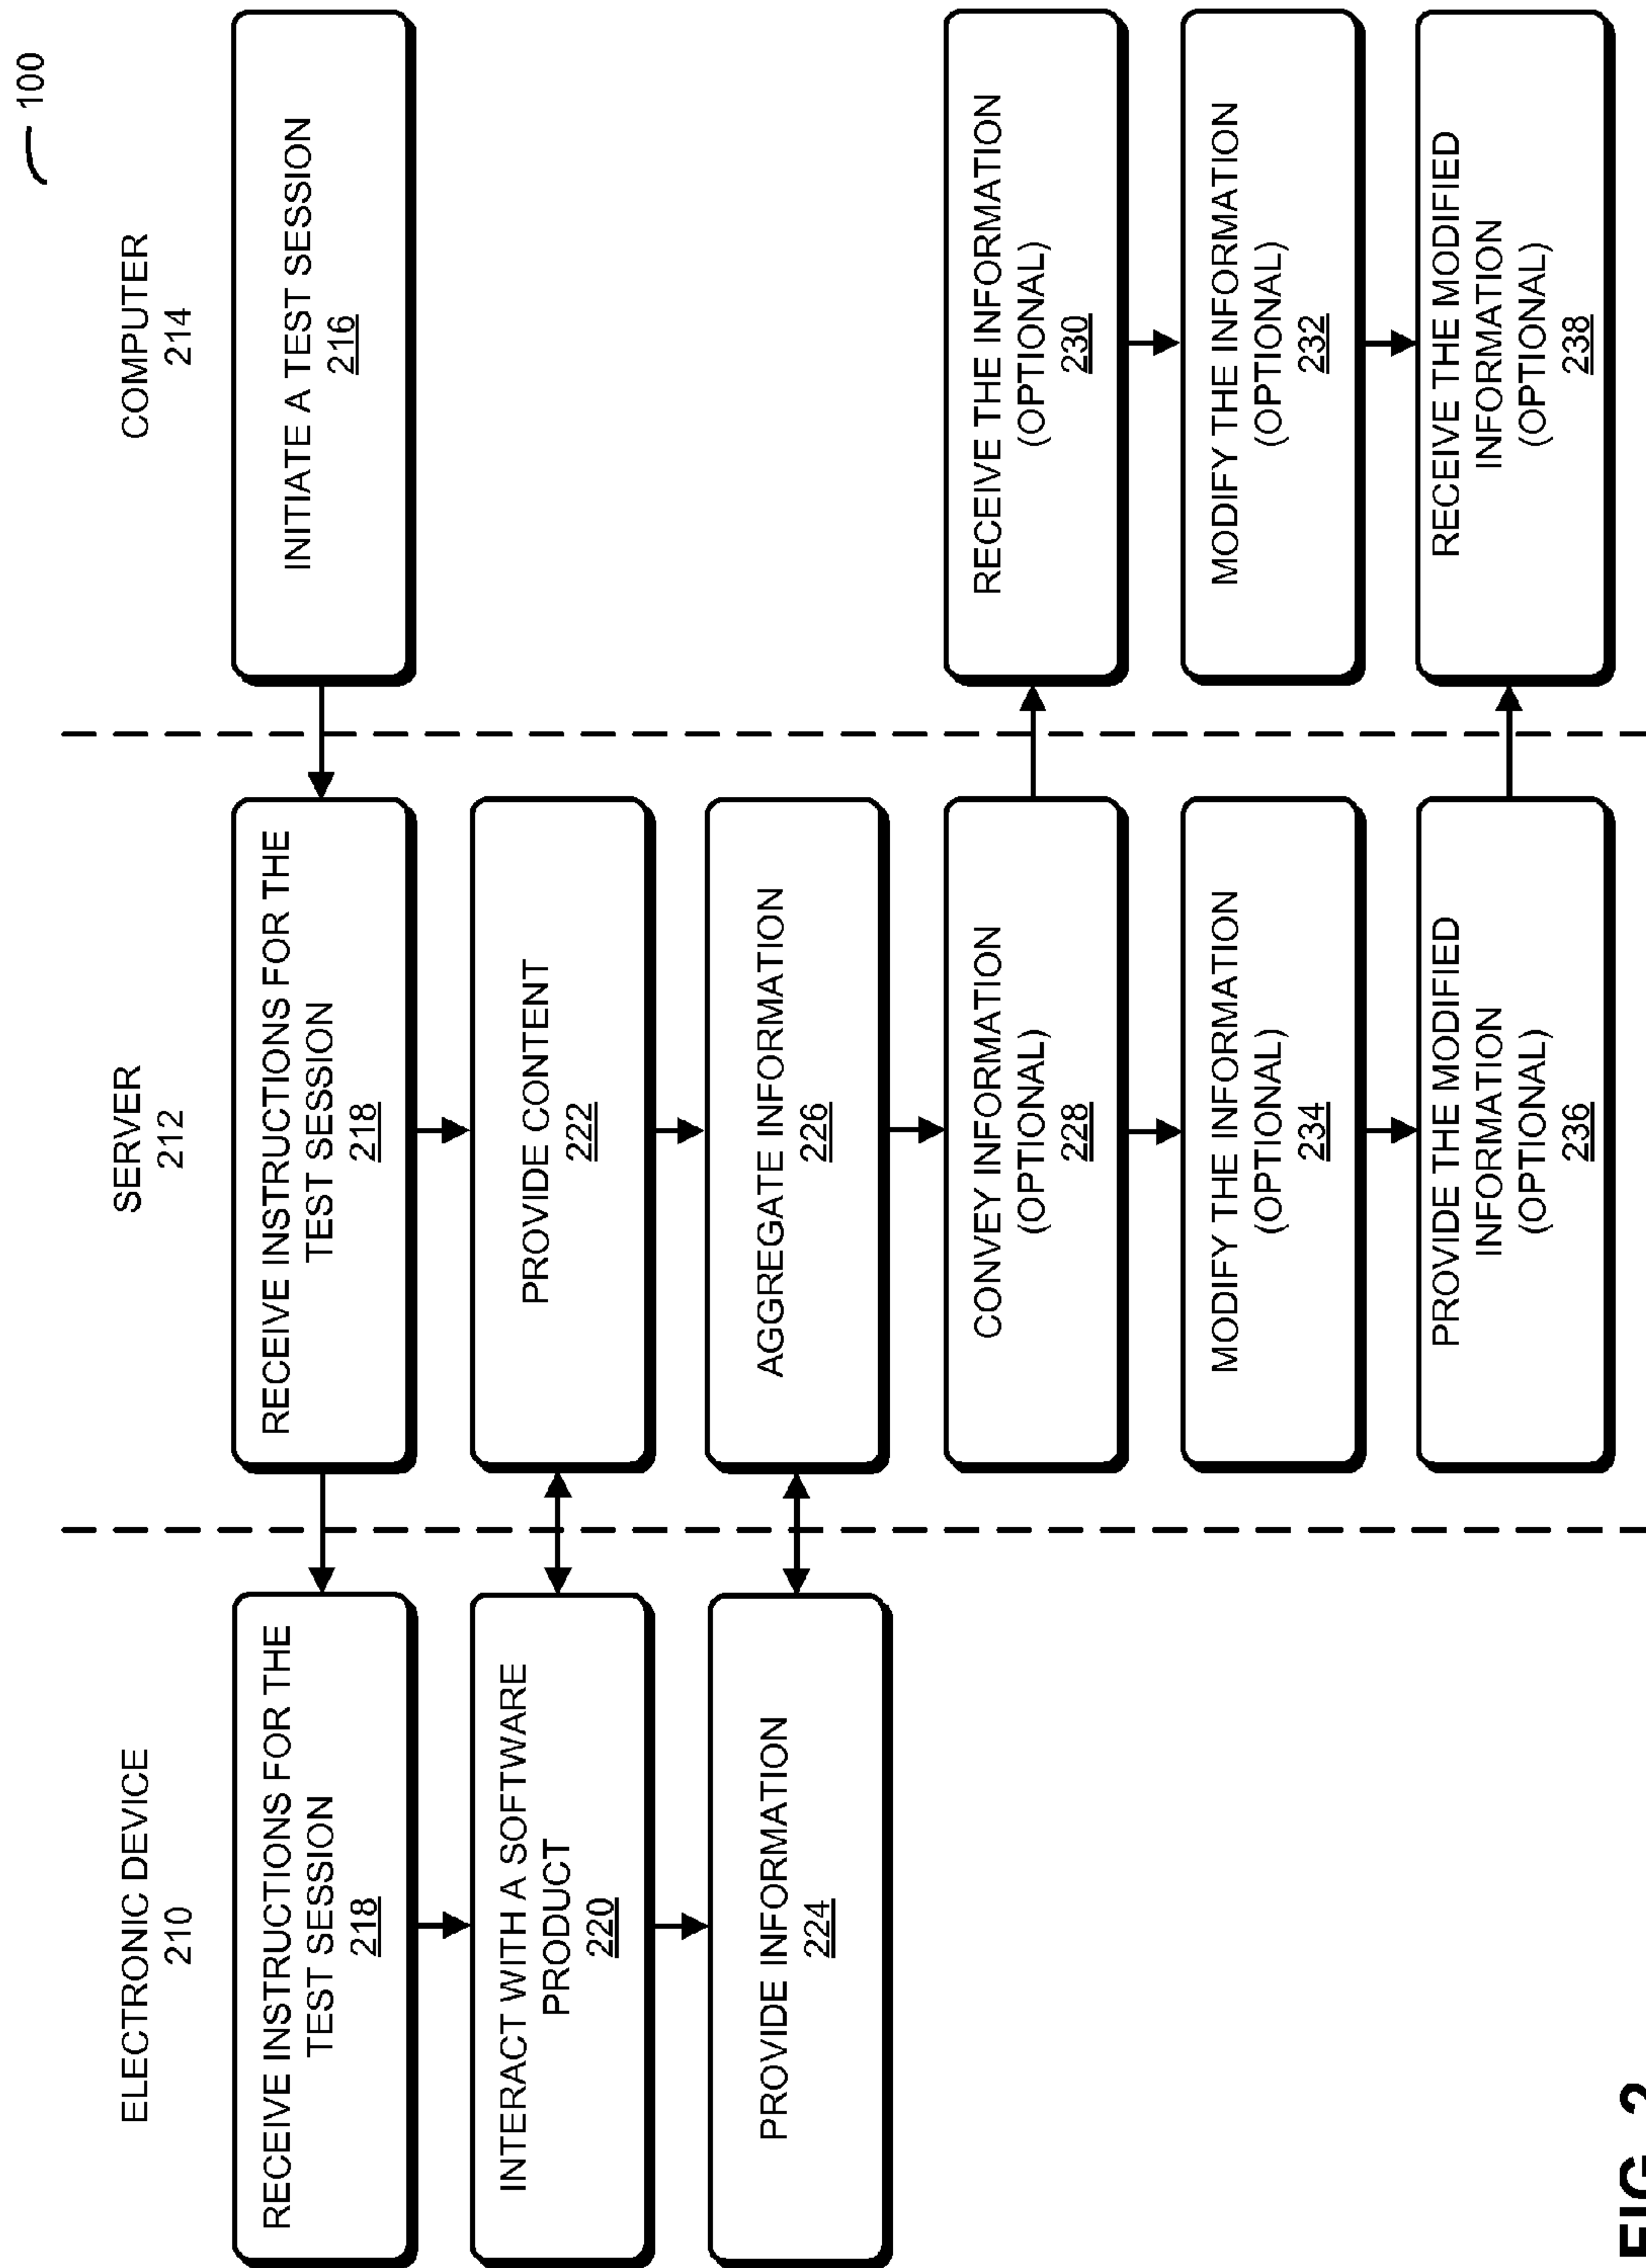 100
ELECTRONIC DEVICE
210
SERVER
212
COMPUTER
214
RECEIVE INSTRUCTIONS FOR THE
TEST SESSION
218
RECEIVE INSTRUCTIONS FOR THE
TEST SESSION
218
INITIATE A TEST SESSION
216
INTERACT WITH A SOFTWARE
PRODUCT
220
PROVIDE CONTENT
222
PROVIDE INFORMATION
224
AGGREGATE INFORMATION
226
CONVEY INFORMATION
(OPTIONAL)
228
RECEIVE THE INFORMATION
(OPTIONAL)
230
MODIFY THE INFORMATION
(OPTIONAL)
234
MODIFY THE INFORMATION
(OPTIONAL)
232
PROVIDE THE MODIFIED
INFORMATION
(OPTIONAL)
236
RECEIVE THE MODIFIED
INFORMATION
(OPTIONAL)
238
FIG. 2